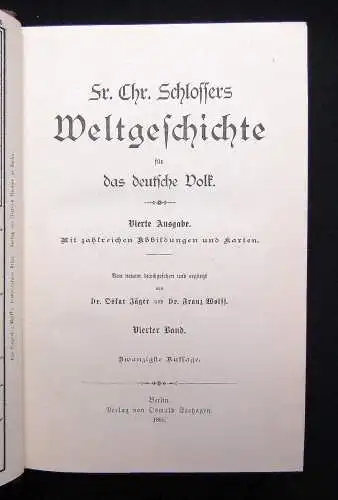 Fr. Chr. Schlossers
Weltgeschichte
für
das deutsche Volk.
Vierte Ausgabe.
Mit zahlreichen Abbildungen und Karten.
Von neuem durchgesehen und ergänzt
von
Dr. Oskar Jäger und Dr. Franz Wolff.
Vierter Band.
Zwanzigste Auflage.
Berlin.
Verlag von Oswald Seehagen.